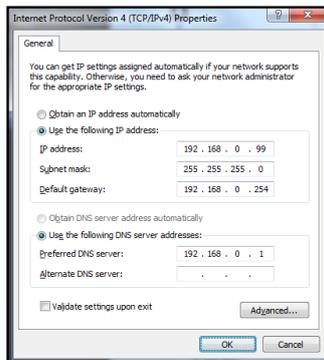 Internet Protocol Version 4 (TCP/IPv4) Properties
General
You can get IP settings assigned automatically if your network supports
this capability. Otherwise, you need to ask your network administrator
for the appropriate IP settings.
Obtain an IP address automatically
Use the following IP address:
IP address: 192 . 168 . 0 . 99
Subnet mask: 255 . 255 . 255 . 0
Default gateway: 192 . 168 . 0 . 254
Obtain DNS server address automatically
Use the following DNS server addresses:
Preferred DNS server: 192 . 168 . 0 . 1
Alternate DNS server: . . .
Validate settings upon exit
Advanced...
OK Cancel